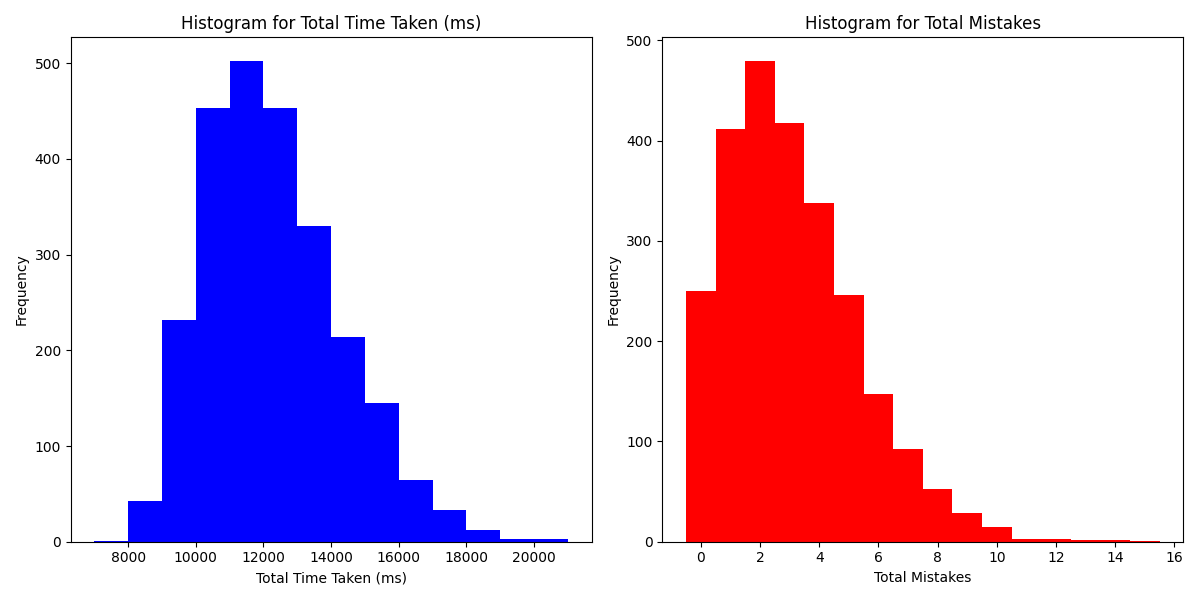 Histogram for Total Time Taken (ms)
500
400
300
200
100
0
Frequency
8000 10000 12000 14000 16000 18000 20000
Total Time Taken (ms)
Histogram for Total Mistakes
500
400
300
200
100
0
Frequency
0 2 4 6 8 10 12 14 16
Total Mistakes